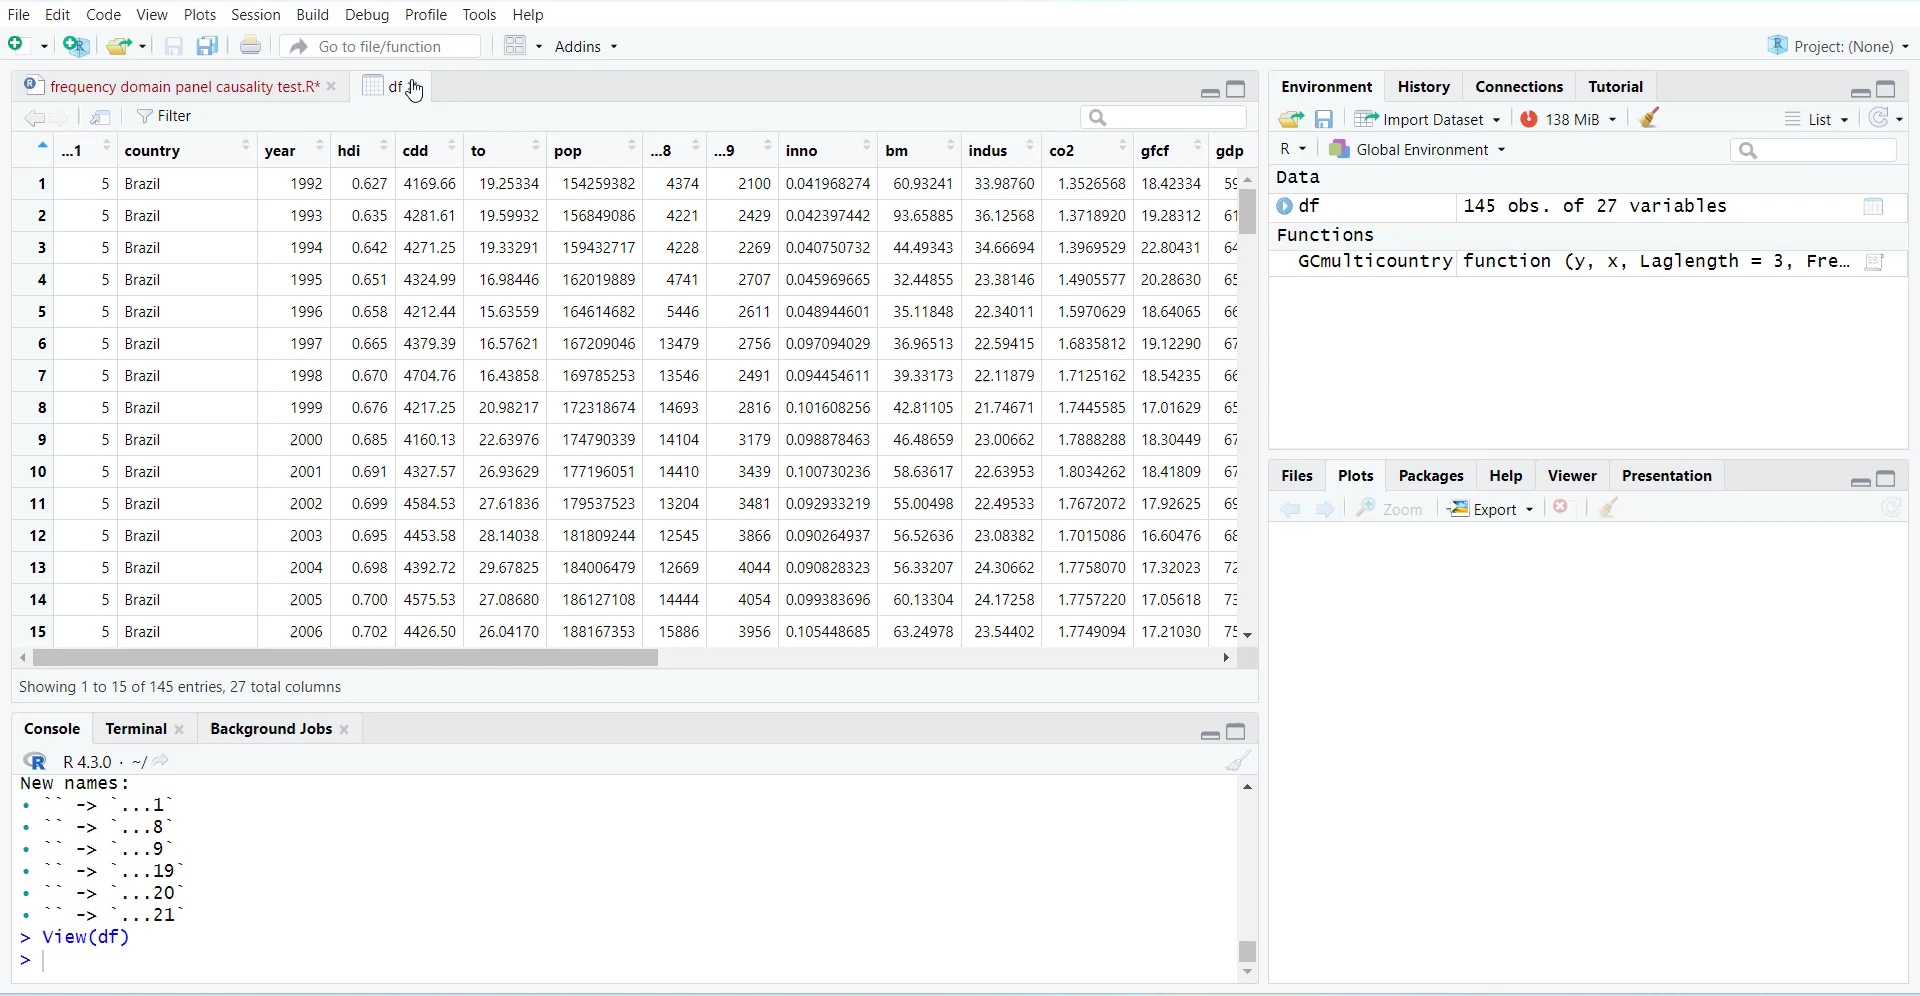 File Edit Code View Plots Session Build Debug Profile Tools Help
Go to file/function Addins Project: (None)
frequency domain panel causality test.R* df
Filter
...1 country year hdi cdd to pop ...8 ...9 inno bm indus co2 gfcf gdp
1 5 Brazil 1992 0.627 4169.66 19.25334 154259382 4374 2100 0.041968274 60.93241 33.98760 1.3526568 18.42334 59
2 5 Brazil 1993 0.635 4281.61 19.59932 156849086 4221 2429 0.042397442 93.65885 36.12568 1.3718920 19.28312 61
3 5 Brazil 1994 0.642 4271.25 19.33291 159432717 4228 2269 0.040750732 44.49343 34.66694 1.3969529 22.80431 64
4 5 Brazil 1995 0.651 4324.99 16.98446 162019889 4741 2707 0.045969665 32.44855 23.38146 1.4905577 20.28630 65
5 5 Brazil 1996 0.658 4212.44 15.63559 164614682 5446 2611 0.048944601 35.11848 22.34011 1.5970629 18.64065 66
6 5 Brazil 1997 0.665 4379.39 16.57621 167209046 13479 2756 0.097094029 36.96513 22.59415 1.6835812 19.12290 67
7 5 Brazil 1998 0.670 4704.76 16.43858 169785253 13546 2491 0.094454611 39.33173 22.11879 1.7125162 18.54235 66
8 5 Brazil 1999 0.676 4217.25 20.98217 172318674 14693 2816 0.101608256 42.81105 21.74671 1.7445585 17.01629 65
9 5 Brazil 2000 0.685 4160.13 22.63976 174790339 14104 3179 0.098878463 46.48659 23.00662 1.7888288 18.30449 67
10 5 Brazil 2001 0.691 4327.57 26.93629 177196051 14410 3439 0.100730236 58.63617 22.63953 1.8034262 18.41809 67
11 5 Brazil 2002 0.699 4584.53 27.61836 179537523 13204 3481 0.092933219 55.00498 22.49533 1.7672072 17.92625 69
12 5 Brazil 2003 0.695 4453.58 28.14038 181809244 12545 3866 0.090264937 56.52636 23.08382 1.7015086 16.60476 68
13 5 Brazil 2004 0.698 4392.72 29.67825 184006479 12669 4044 0.090828323 56.33207 24.30662 1.7758070 17.32023 72
14 5 Brazil 2005 0.700 4575.53 27.08680 186127108 14444 4054 0.099383696 60.13304 24.17258 1.7757220 17.05618 73
15 5 Brazil 2006 0.702 4426.50 26.04170 188167353 15886 3956 0.105448685 63.24978 23.54402 1.7749094 17.21030 75
Showing 1 to 15 of 145 entries, 27 total columns
Console Terminal Background Jobs
R 4.3.0 · ~/
New names:
• `` -> `...1`
• `` -> `...8`
• `` -> `...9`
• `` -> `...19`
• `` -> `...20`
• `` -> `...21`
> View(df)
>
Environment History Connections Tutorial
Import Dataset 138 MiB List
R Global Environment
Data
df 145 obs. of 27 variables
Functions
GCmulticountry function (y, x, Laglength = 3, Fre…
Files Plots Packages Help Viewer Presentation
Zoom Export